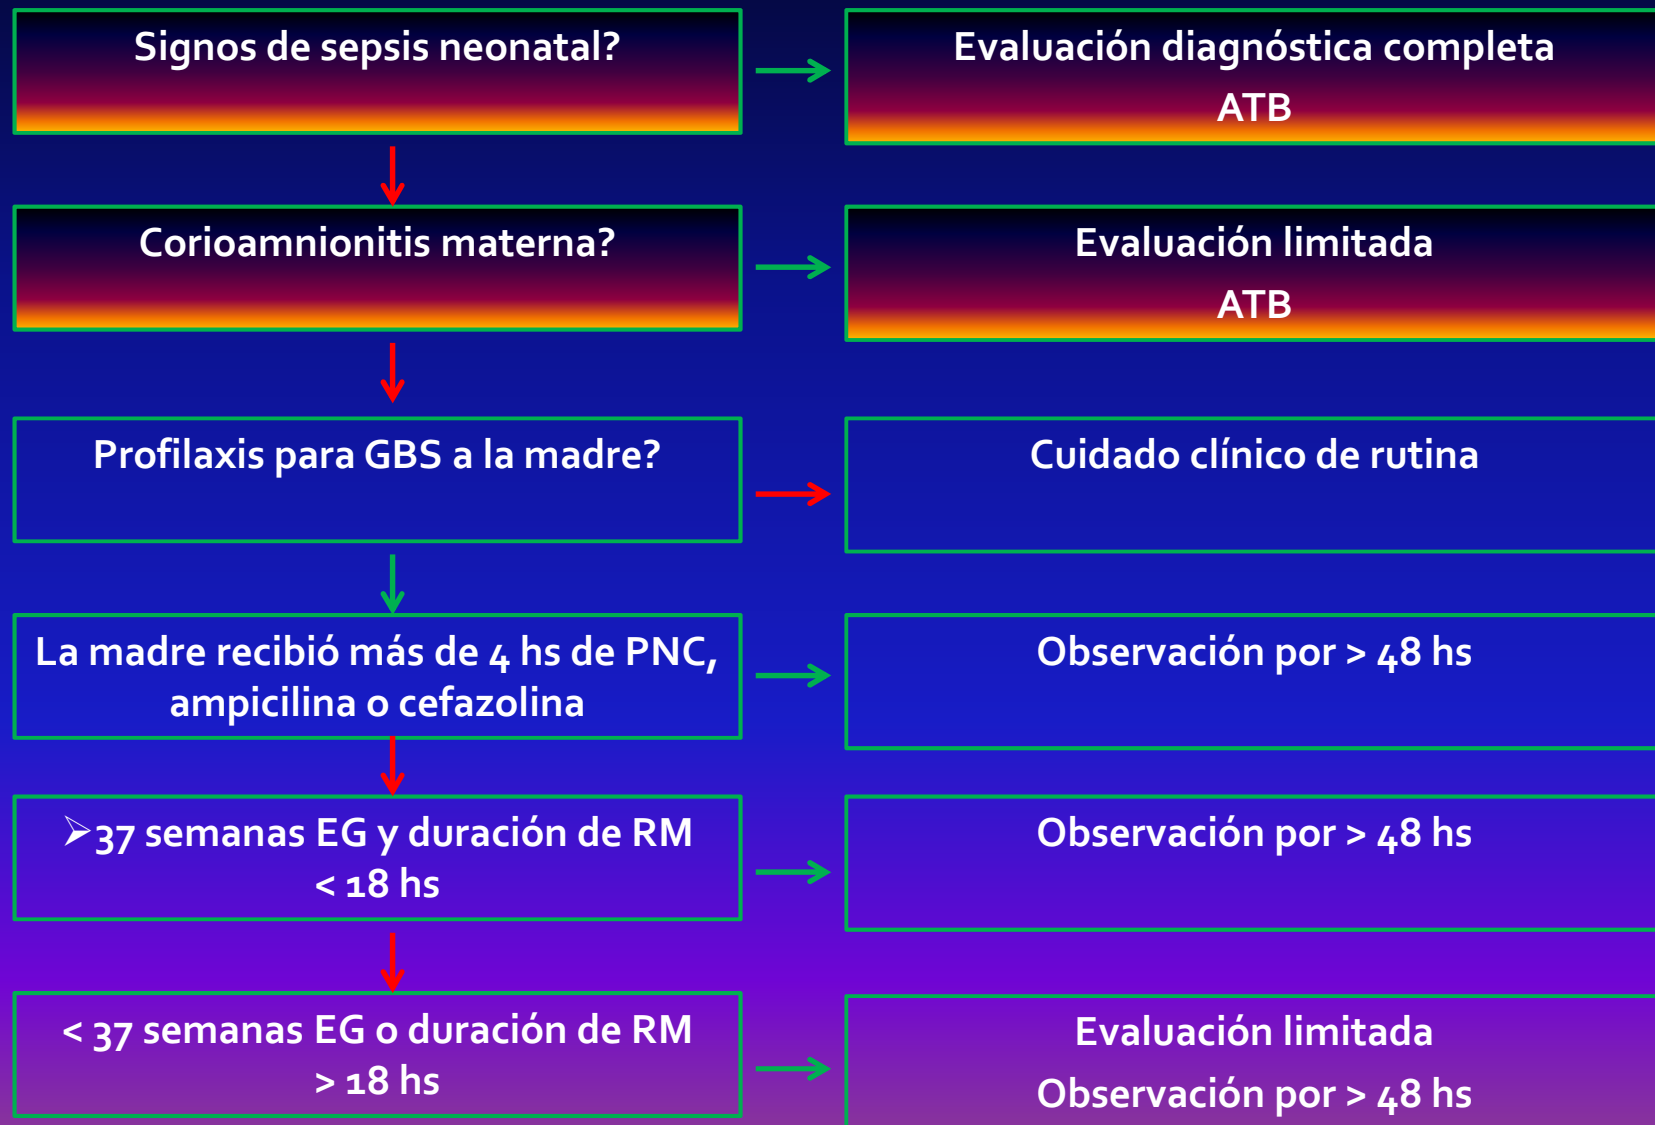 Signos de sepsis neonatal?
Evaluación diagnóstica completa
ATB
Corioamnionitis materna?
Evaluación limitada
ATB
Profilaxis para GBS a la madre?
Cuidado clínico de rutina
La madre recibió más de 4 hs de PNC,
ampicilina o cefazolina
Observación por > 48 hs
➢37 semanas EG y duración de RM
< 18 hs
Observación por > 48 hs
< 37 semanas EG o duración de RM
> 18 hs
Evaluación limitada
Observación por > 48 hs